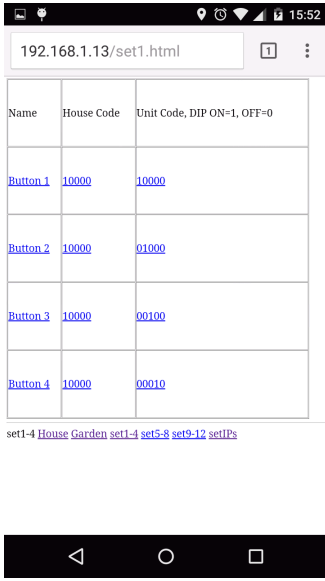 15:52
192.168.1.13/set1.html 1
Name House Code Unit Code, DIP ON=1, OFF=0
Button 1 10000 10000
Button 2 10000 01000
Button 3 10000 00100
Button 4 10000 00010
set1-4 House Garden set1-4 set5-8 set9-12 setIPs